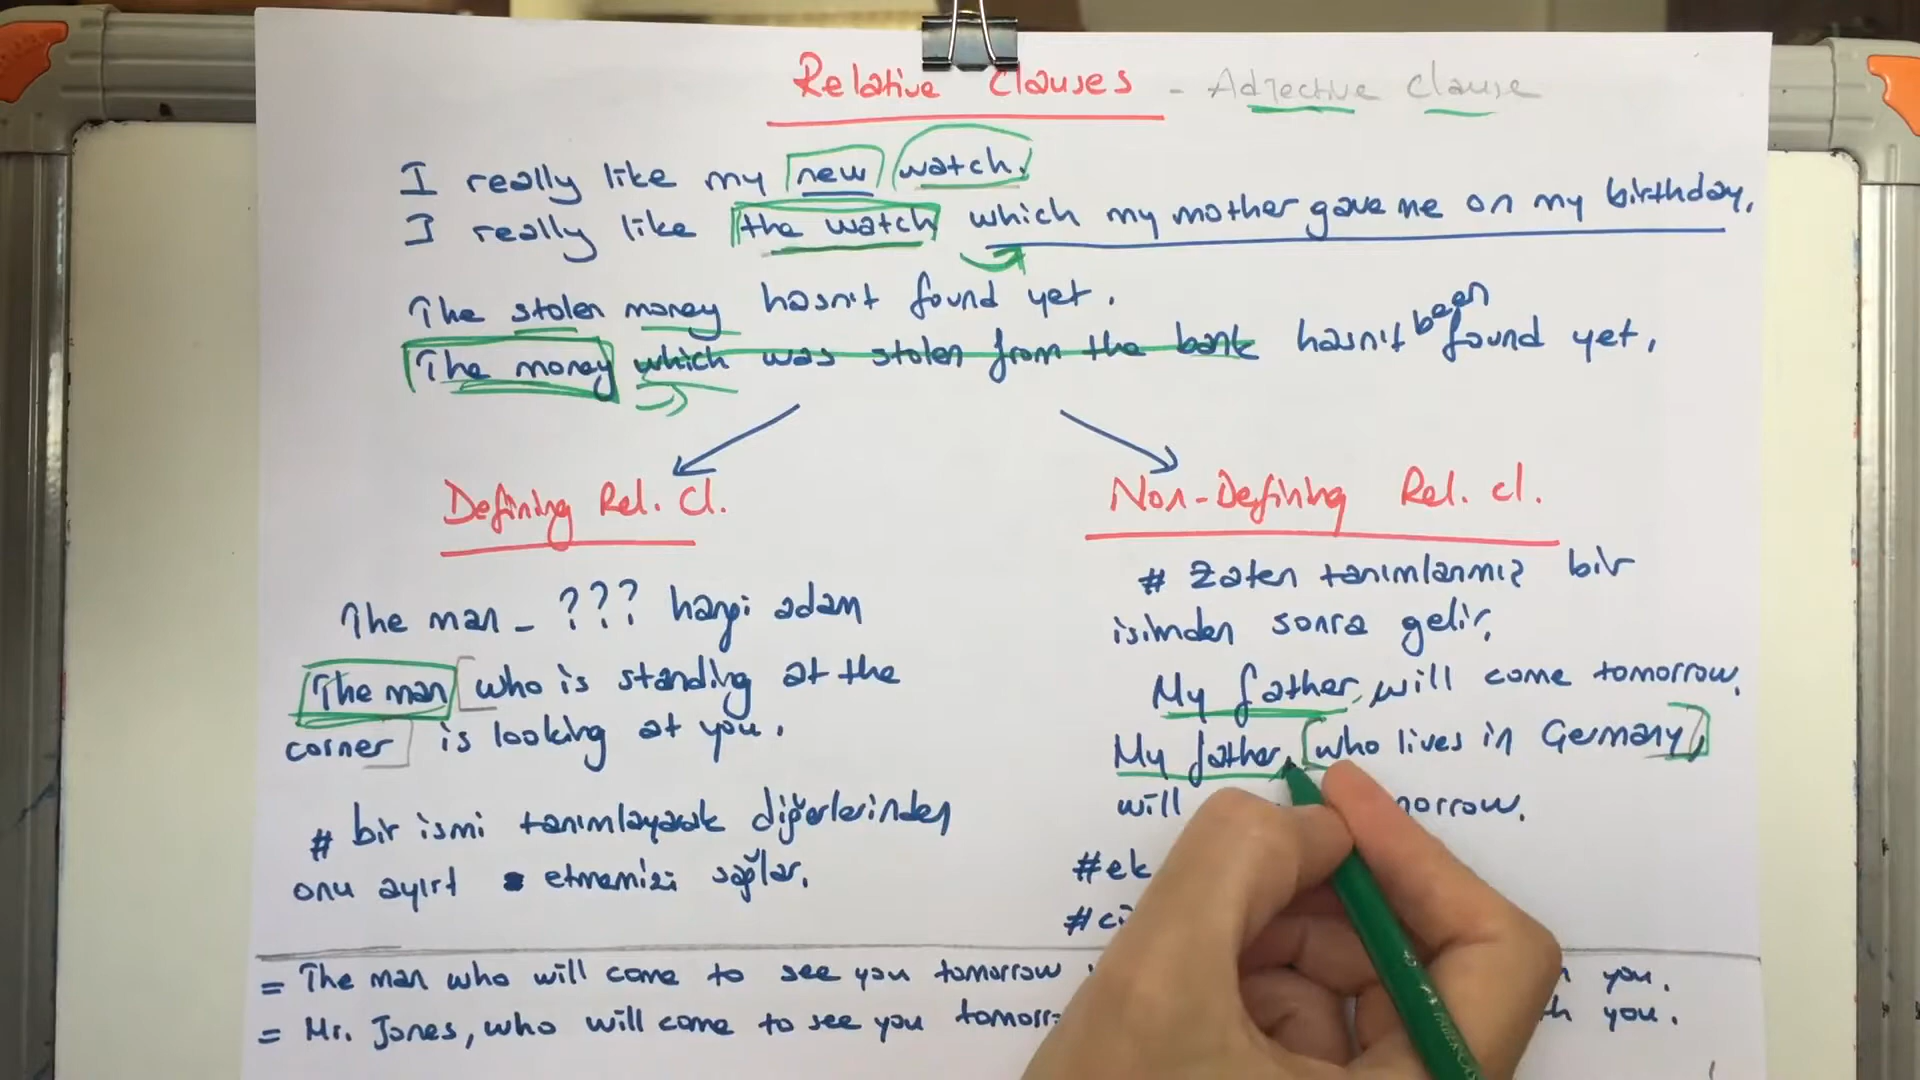 Relative Clauses - Adjective Clause
I really like my new watch.
I really like the watch which my mother gave me on my birthday.
The stolen money hasn't found yet.
been
The money which was stolen from the bank hasn't found yet.
Defining Rel. Cl.
The man - ??? hangi adam
The man who is standing at the
corner is looking at you.
# bir ismi tanımlayarak diğerlerinden
onu ayırt etmemizi sağlar.
Non-Defining Rel. cl.
# Zaten tanımlanmış bir
isimden sonra gelir.
My father will come tomorrow.
My father, who lives in Germany,
will
#ek
= The man who will come to see you tomorrow you.
= Mr. Jones, who will come to see you you.